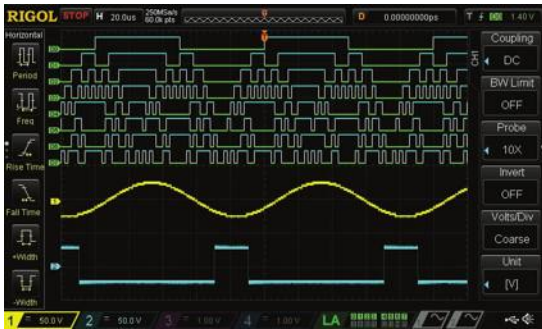 RIGOL STOP H 20.0us 250MSa/s 60.0k pts D 0.00000000ps T 1.40 V
Horizontal
Period
Freq
Rise Time
Fall Time
+Width
-Width
CH1
Coupling
DC
BW Limit
OFF
Probe
10X
Invert
OFF
Volts/Div
Coarse
Unit
[V]
1 = 50.0 V 2 = 50.0 V 3 = 1.00 V 4 = 1.00 V LA